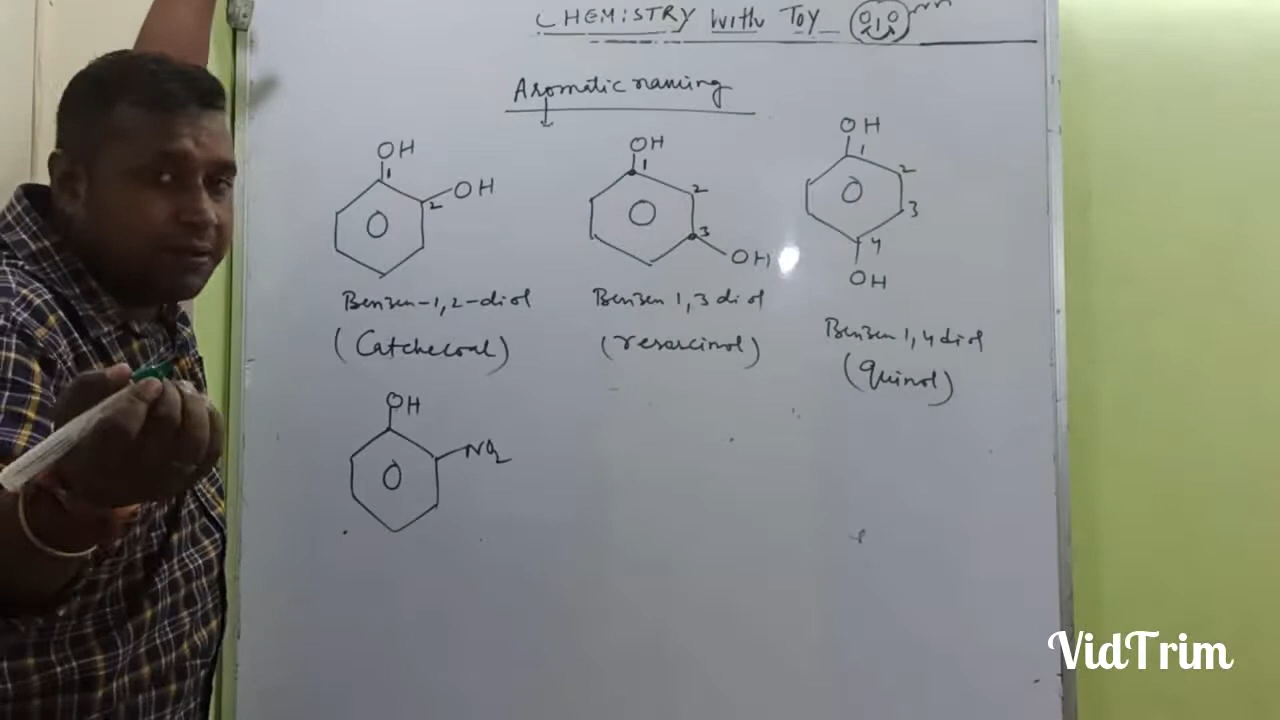 CHEMISTRY with Toy
Aromatic naming
OH
1
2
OH
Benzen-1,2-diol
(Catchecoal)
OH
1
2
3
OH
Benzen 1,3 diol
(resorcinol)
OH
1
2
3
4
OH
Benzen 1,4 diol
(quinol)
OH
NO2
VidTrim